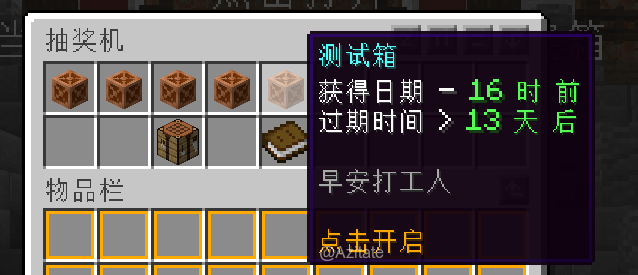 抽奖机
测试箱
获得日期 - 16 时 前
过期时间 > 13 天 后
早安打工人
物品栏
点击开启
@Azitate